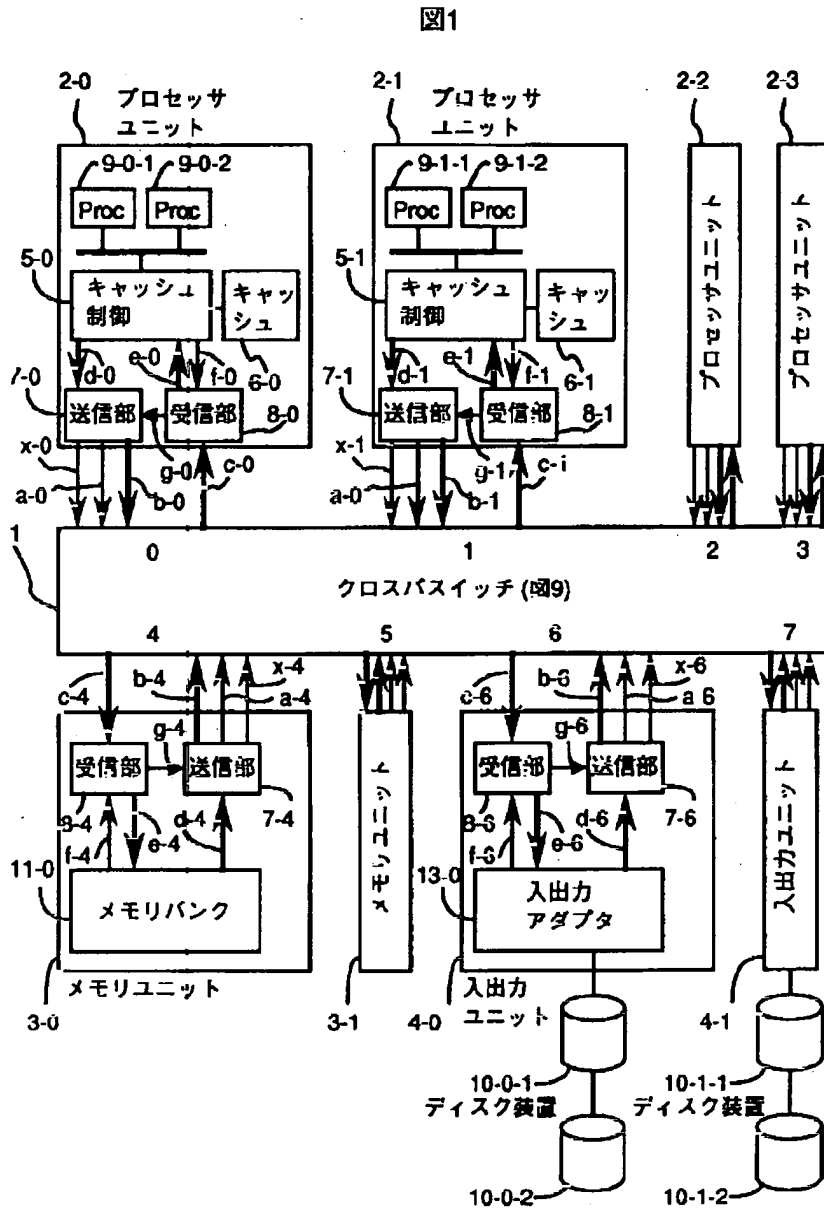 図1
2-0
プロセッサ
ユニット
2-1
プロセッサ
ユニット
2-2
2-3
9-0-1
9-0-2
9-1-1
9-1-2
Proc
Proc
Proc
Proc
プロセッサユニット
プロセッサユニット
5-0
キャッシュ
制御
キャッ
シュ
5-1
キャッシュ
制御
キャッ
シュ
d-0
e-0
f-0
6-0
d-1
e-1
f-1
6-1
7-0
送信部
受信部
8-0
7-1
送信部
受信部
8-1
x-0
a-0
b-0
g-0
c-0
x-1
a-0
b-1
g-1
c-i
1
0
1
2
3
クロスバスイッチ (図9)
4
5
6
7
c-4
b-4
x-4
a-4
c-6
b-6
x-6
a-6
g-4
受信部
送信部
g-6
受信部
送信部
8-4
d-4
7-4
8-6
d-6
7-6
f-4
e-4
f-6
e-6
11-0
メモリバンク
メモリユニット
13-0
入出力
アダプタ
入出力ユニット
メモリユニット
3-0
3-1
4-0
入出力
ユニット
4-1
10-0-1
ディスク装置
10-1-1
ディスク装置
10-0-2
10-1-2